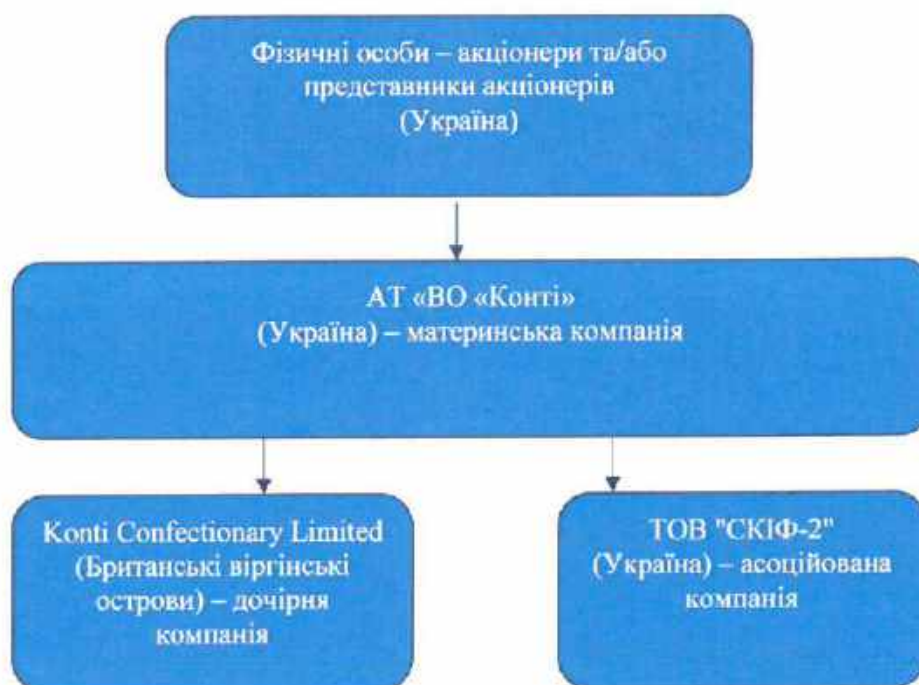 Фізичні особи – акціонери та/або
представники акціонерів
(Україна)
АТ «ВО «Конті»
(Україна) – материнська компанія
Konti Confectionary Limited
(Британські віргінські
острови) – дочірня
компанія
ТОВ "СКІФ-2"
(Україна) – асоційована
компанія